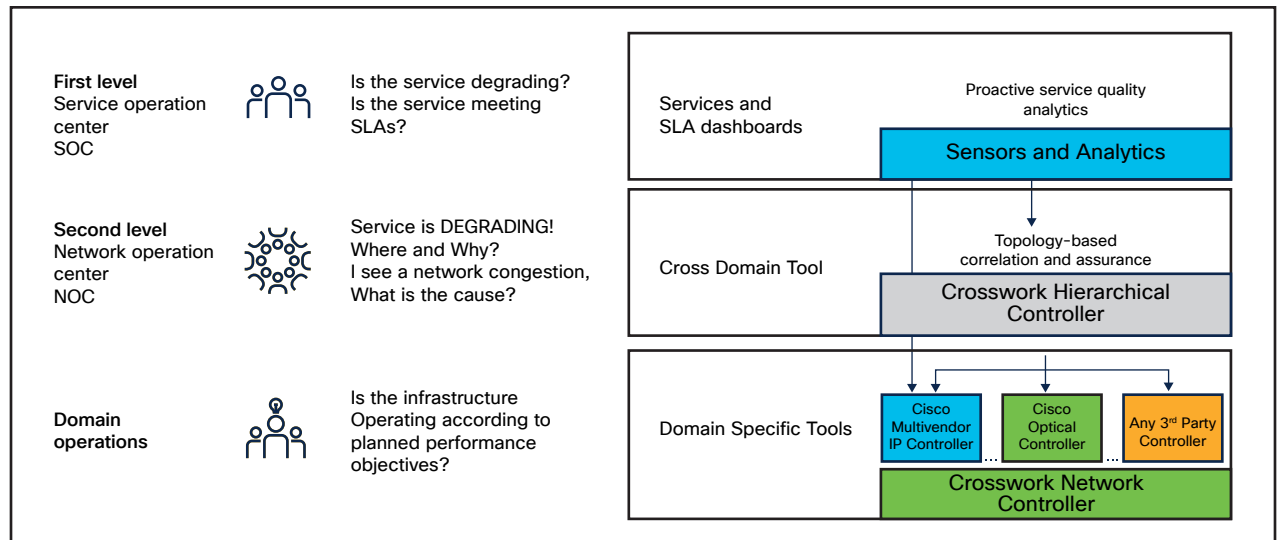 First level
Service operation
center
SOC
Is the service degrading?
Is the service meeting
SLAs?
Services and
SLA dashboards
Proactive service quality
analytics
Sensors and Analytics
Second level
Network operation
center
NOC
Service is DEGRADING!
Where and Why?
I see a network congestion,
What is the cause?
Cross Domain Tool
Topology-based
correlation and assurance
Crosswork Hierarchical
Controller
Domain
operations
Is the infrastructure
Operating according to
planned performance
objectives?
Domain Specific Tools
Cisco
Multivendor
IP Controller
...
Cisco
Optical
Controller
...
Any 3rd Party
Controller
Crosswork Network
Controller